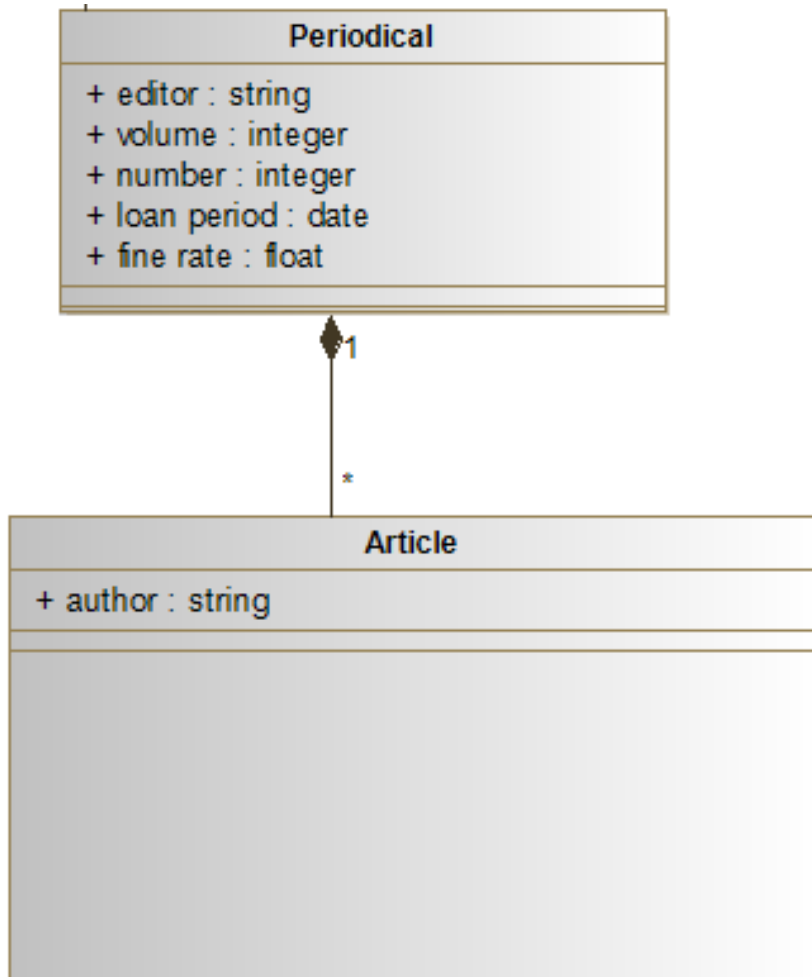 Periodical
+ editor : string
+ volume : integer
+ number : integer
+ loan period : date
+ fine rate : float
1
*
Article
+ author : string